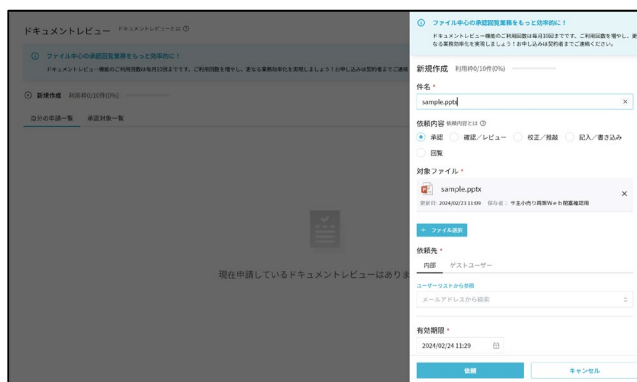 ドキュメントレビュー ドキュメントレビューとは
ファイル中心の承認回覧業務をもっと効率的に！
ドキュメントレビュー機能のご利用回数は毎月10回までです。ご利用回数を増やし、更なる業務効率化を実現しましょう！お申し込みは契約者までご連絡
新規作成 利用枠0/10件(0%)
自分の申請一覧 承認対象一覧
現在申請しているドキュメントレビューはありま
ファイル中心の承認回覧業務をもっと効率的に！
ドキュメントレビュー機能のご利用回数は毎月10回までです。ご利用回数を増やし、更
なる業務効率化を実現しましょう！お申し込みは契約者までご連絡ください。
新規作成 利用枠0/10件(0%)
件名 *
sample.pptx
依頼内容 依頼内容とは
承認 確認／レビュー 校正／推敲 記入／書き込み
回覧
対象ファイル *
sample.pptx
更新日: 2024/02/23 11:09 保存者:
+ ファイル選択
依頼先 *
内部 ゲストユーザー
ユーザーリストから参照
メールアドレスから検索
有効期限 *
2024/02/24 11:29
依頼 キャンセル